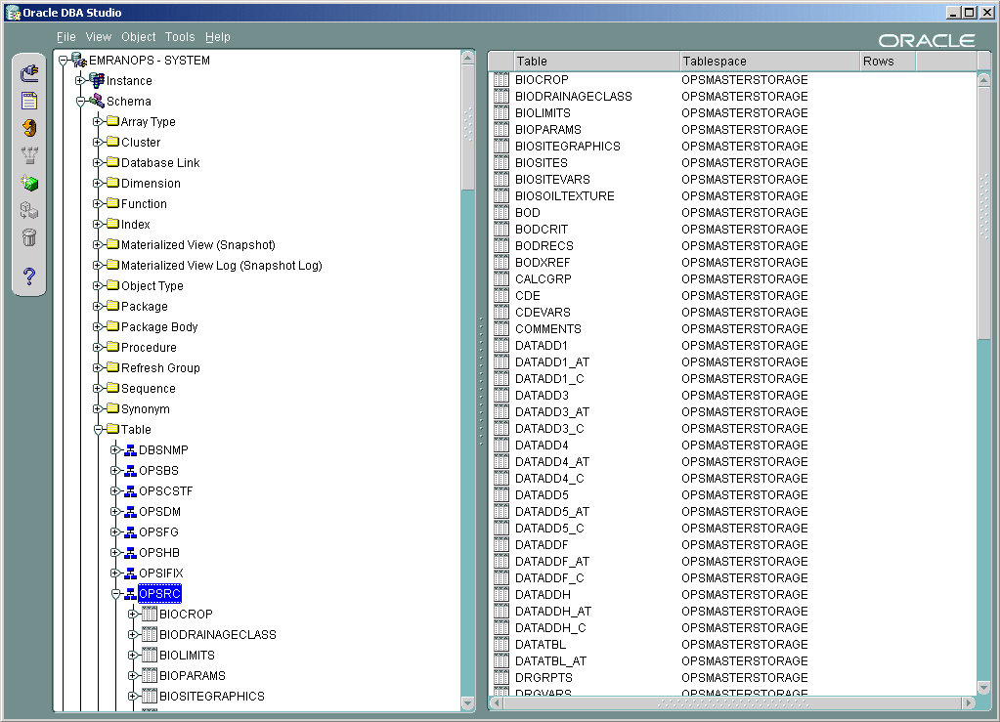 Oracle DBA Studio
File View Object Tools Help
ORACLE
EMRANOPS - SYSTEM
Instance
Schema
Array Type
Cluster
Database Link
Dimension
Function
Index
Materialized View (Snapshot)
Materialized View Log (Snapshot Log)
Object Type
Package
Package Body
Procedure
Refresh Group
Sequence
Synonym
Table
DBSNMP
OPSBS
OPSCSTF
OPSDM
OPSFG
OPSHB
OPSIFIX
OPSRC
BIOCROP
BIODRAINAGECLASS
BIOLIMITS
BIOPARAMS
BIOSITEGRAPHICS
Table Tablespace Rows
BIOCROP OPSMASTERSTORAGE
BIODRAINAGECLASS OPSMASTERSTORAGE
BIOLIMITS OPSMASTERSTORAGE
BIOPARAMS OPSMASTERSTORAGE
BIOSITEGRAPHICS OPSMASTERSTORAGE
BIOSITES OPSMASTERSTORAGE
BIOSITEVARS OPSMASTERSTORAGE
BIOSOILTEXTURE OPSMASTERSTORAGE
BOD OPSMASTERSTORAGE
BODCRIT OPSMASTERSTORAGE
BODRECS OPSMASTERSTORAGE
BODXREF OPSMASTERSTORAGE
CALCGRP OPSMASTERSTORAGE
CDE OPSMASTERSTORAGE
CDEVARS OPSMASTERSTORAGE
COMMENTS OPSMASTERSTORAGE
DATADD1 OPSMASTERSTORAGE
DATADD1_AT OPSMASTERSTORAGE
DATADD1_C OPSMASTERSTORAGE
DATADD3 OPSMASTERSTORAGE
DATADD3_AT OPSMASTERSTORAGE
DATADD3_C OPSMASTERSTORAGE
DATADD4 OPSMASTERSTORAGE
DATADD4_AT OPSMASTERSTORAGE
DATADD4_C OPSMASTERSTORAGE
DATADD5 OPSMASTERSTORAGE
DATADD5_AT OPSMASTERSTORAGE
DATADD5_C OPSMASTERSTORAGE
DATADDF OPSMASTERSTORAGE
DATADDF_AT OPSMASTERSTORAGE
DATADDF_C OPSMASTERSTORAGE
DATADDH OPSMASTERSTORAGE
DATADDH_AT OPSMASTERSTORAGE
DATADDH_C OPSMASTERSTORAGE
DATATBL OPSMASTERSTORAGE
DATATBL_AT OPSMASTERSTORAGE
DRGRPTS OPSMASTERSTORAGE
DRGVARS OPSMASTERSTORAGE